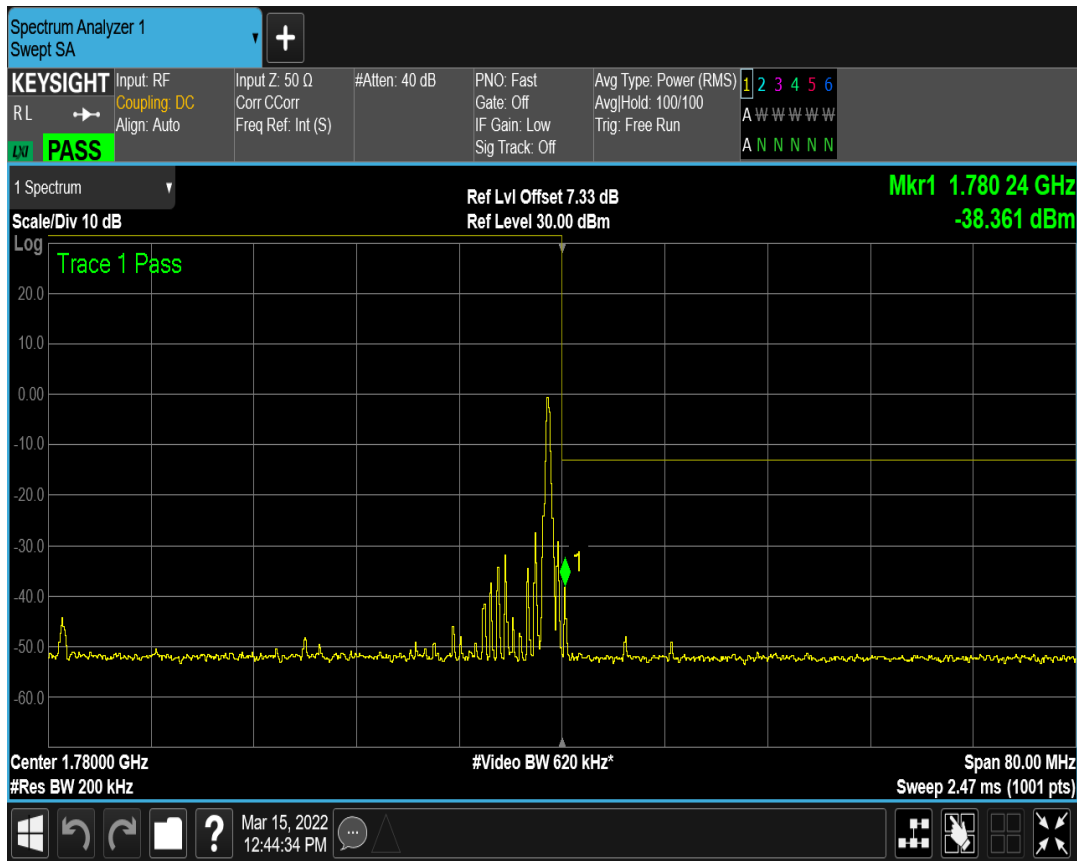 Spectrum Analyzer 1
Swept SA
KEYSIGHT
R L
LXI PASS
Input: RF
Coupling: DC
Align: Auto
Input Z: 50 Ω
Corr CCorr
Freq Ref: Int (S)
#Atten: 40 dB
PNO: Fast
Gate: Off
IF Gain: Low
Sig Track: Off
Avg Type: Power (RMS)
Avg|Hold: 100/100
Trig: Free Run
1 2 3 4 5 6
A W W W W W
A N N N N N
1 Spectrum
Scale/Div 10 dB
Ref Lvl Offset 7.33 dB
Ref Level 30.00 dBm
Mkr1 1.780 24 GHz
-38.361 dBm
Log
Trace 1 Pass
20.0
10.0
0.00
-10.0
-20.0
-30.0
-40.0
-50.0
-60.0
1
Center 1.78000 GHz
#Res BW 200 kHz
#Video BW 620 kHz*
Span 80.00 MHz
Sweep 2.47 ms (1001 pts)
?
Mar 15, 2022
12:44:34 PM